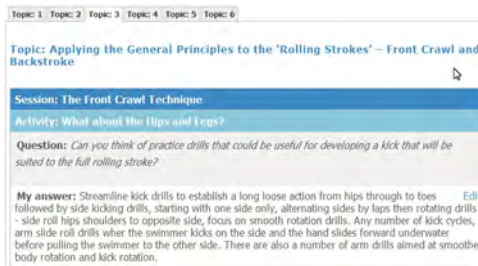 Topic: 1 Topic: 2 Topic: 3 Topic: 4 Topic: 5 Topic: 6
Topic: Applying the General Principles to the 'Rolling Strokes' – Front Crawl and
Backstroke
Session: The Front Crawl Technique
Activity: What about the Hips and Legs?
Question: Can you think of practice drills that could be useful for developing a kick that will be
suited to the full rolling stroke?
My answer: Streamline kick drills to establish a long loose action from hips through to toes Edi
followed by side kicking drills, starting with one side only, alternating sides by laps then rotating drills
- side roll hips shoulders to opposite side, focus on smooth rotation drills. Any number of kick cycles,
arm slide roll drills wher the swimmer kicks on the side and the hand slides forward underwater
before pulling the swimmer to the other side. There are also a number of arm drills aimed at smoothe
body rotation and kick rotation.